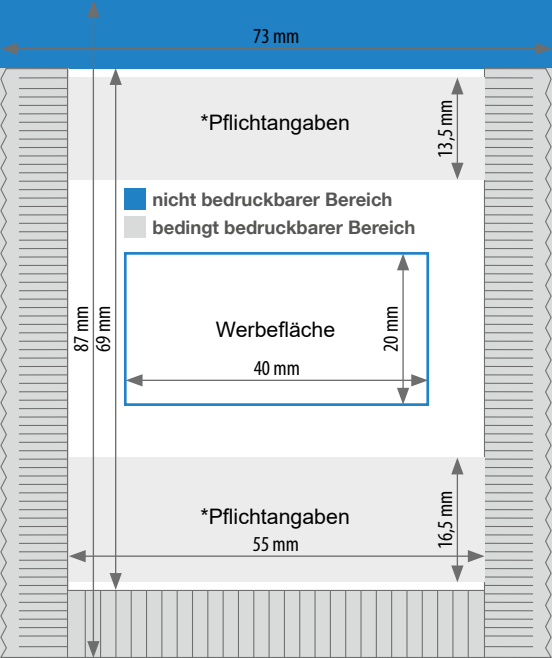 73 mm
*Pflichtangaben
13,5 mm
nicht bedruckbarer Bereich
bedingt bedruckbarer Bereich
87 mm
69 mm
Werbefläche
20 mm
40 mm
*Pflichtangaben
16,5 mm
55 mm